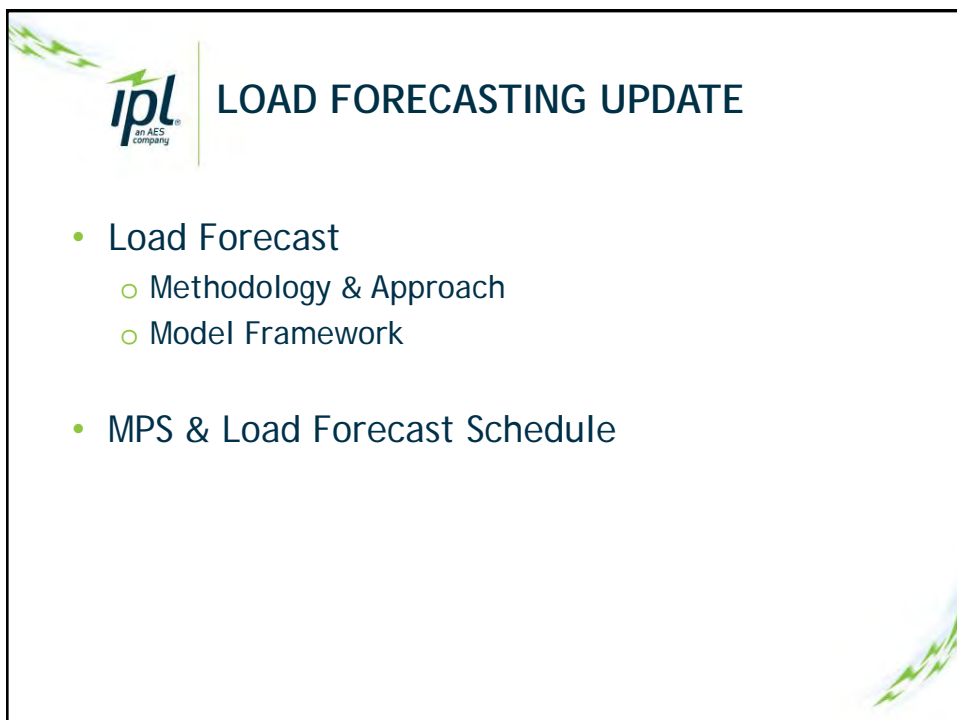 ipl®
an AES
company
LOAD FORECASTING UPDATE
• Load Forecast
o Methodology & Approach
o Model Framework
• MPS & Load Forecast Schedule